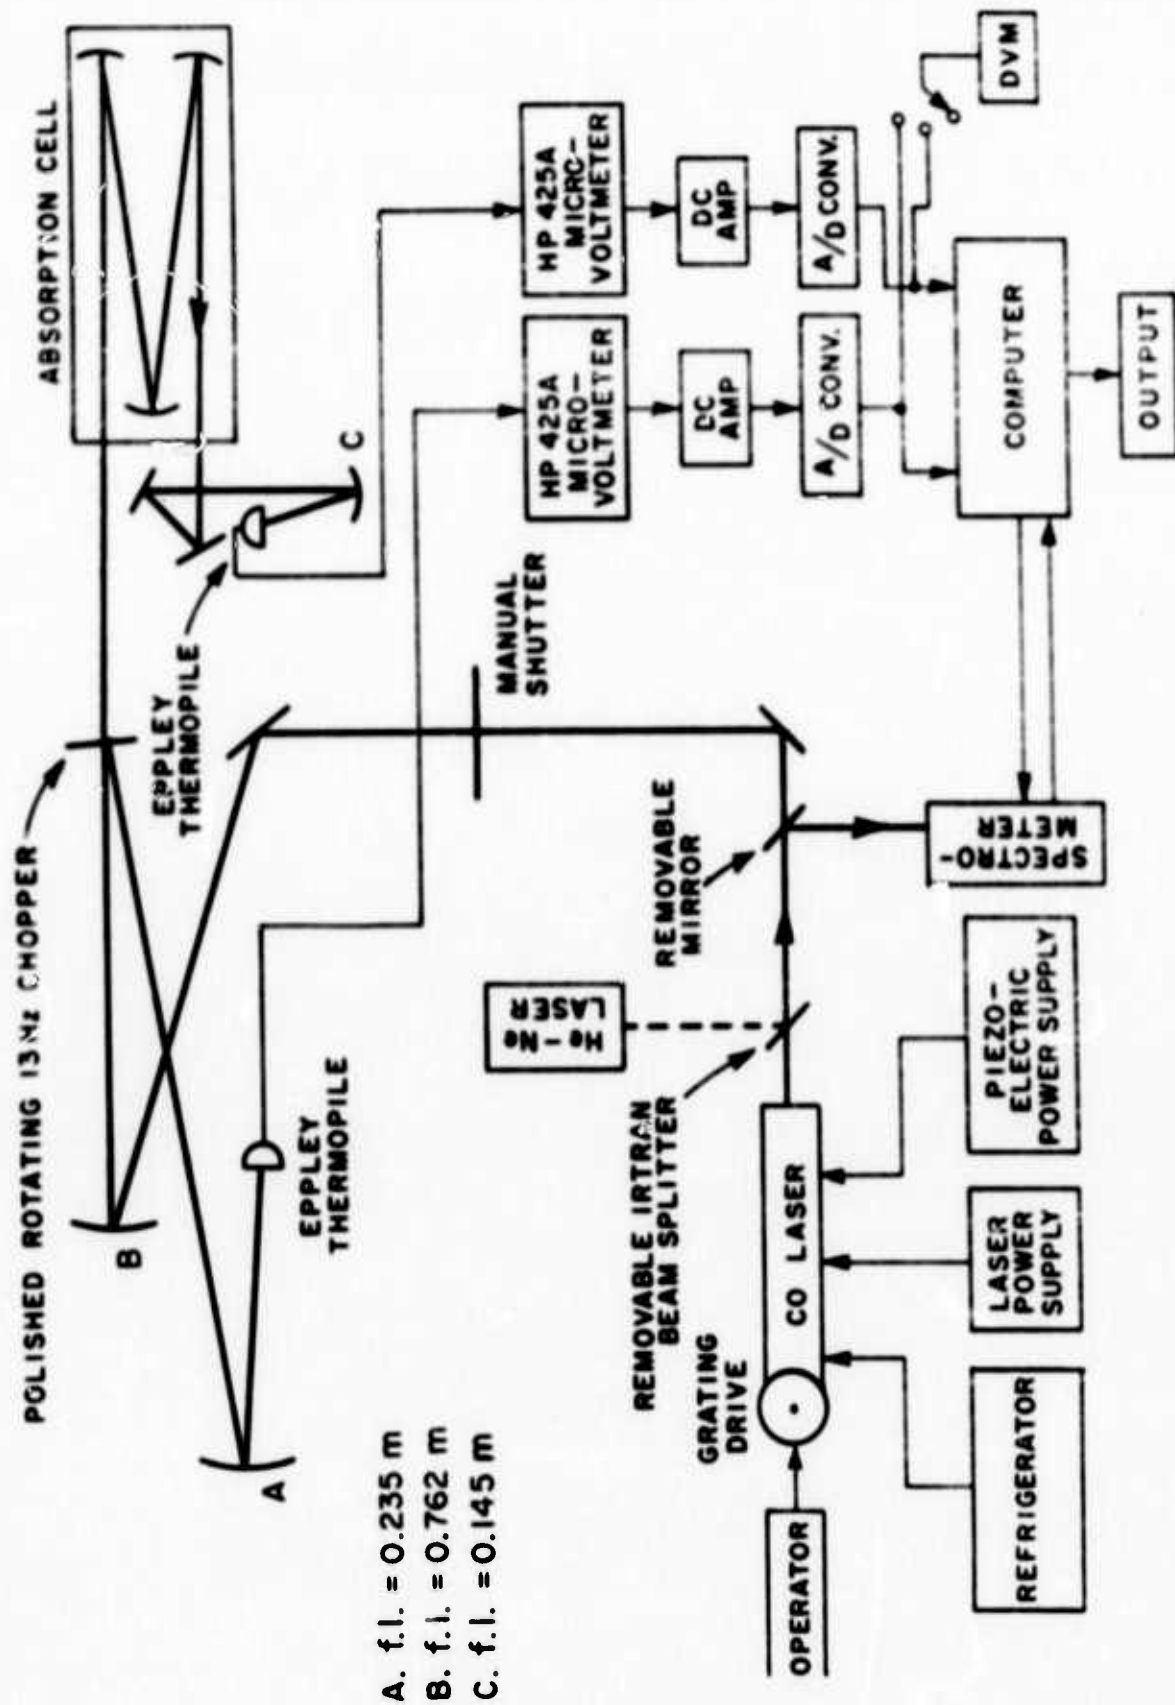 POLISHED ROTATING 13 Hz CHOPPER
ABSORPTION CELL
B
A
C
EPPLEY
THERMOPILE
EPPLEY
THERMOPILE
A. f.l. = 0.235 m
B. f.l. = 0.762 m
C. f.l. = 0.145 m
MANUAL
SHUTTER
He-Ne
LASER
REMOVABLE
MIRROR
REMOVABLE IRTRAN
BEAM SPLITTER
GRATING
DRIVE
OPERATOR
CO LASER
SPECTRO-
METER
REFRIGERATOR
LASER
POWER
SUPPLY
PIEZO-
ELECTRIC
POWER SUPPLY
HP 425A
MICRO-
VOLTMETER
HP 425A
MICRO-
VOLTMETER
DC
AMP
DC
AMP
A/D CONV.
A/D CONV.
DVM
COMPUTER
OUTPUT